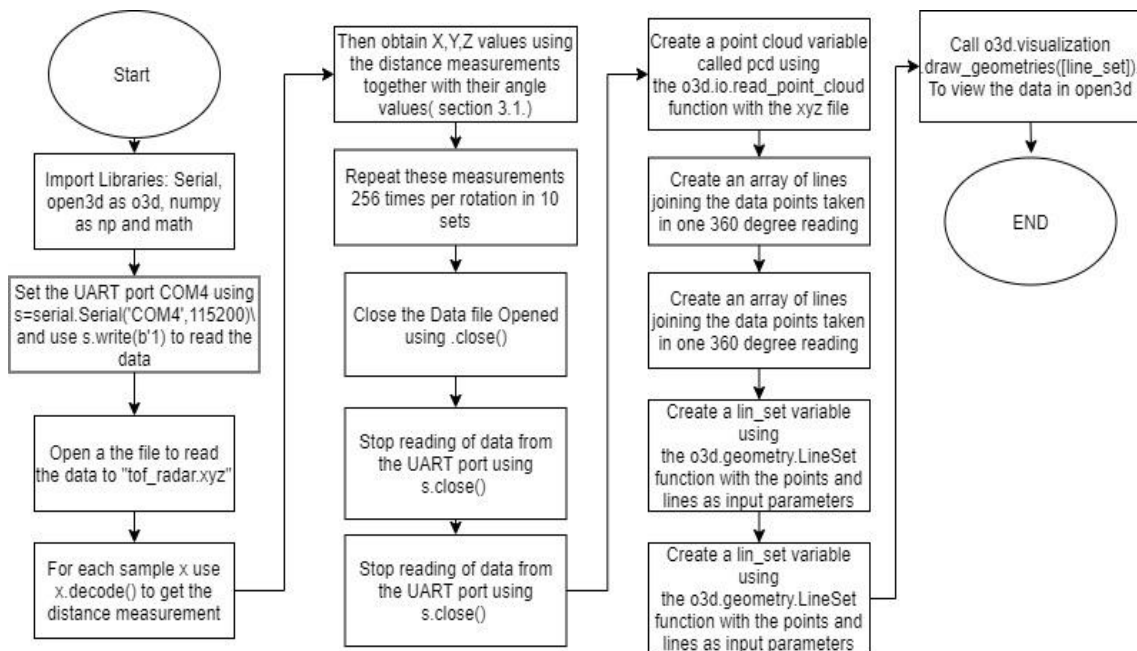 Start
Import Libraries: Serial,
open3d as o3d, numpy
as np and math
Set the UART port COM4 using
s=serial.Serial('COM4',115200)\
and use s.write(b'1) to read the
data
Open a the file to read
the data to "tof_radar.xyz"
For each sample x use
x.decode() to get the
distance measurement
Then obtain X,Y,Z values using
the distance measurements
together with their angle
values( section 3.1.)
Repeat these measurements
256 times per rotation in 10
sets
Close the Data file Opened
using .close()
Stop reading of data from
the UART port using
s.close()
Stop reading of data from
the UART port using
s.close()
Create a point cloud variable
called pcd using
the o3d.io.read_point_cloud
function with the xyz file
Create an array of lines
joining the data points taken
in one 360 degree reading
Create an array of lines
joining the data points taken
in one 360 degree reading
Create a lin_set variable
using
the o3d.geometry.LineSet
function with the points and
lines as input parameters
Create a lin_set variable
using
the o3d.geometry.LineSet
function with the points and
lines as input parameters
Call o3d.visualization
.draw_geometries([line_set])
To view the data in open3d
END